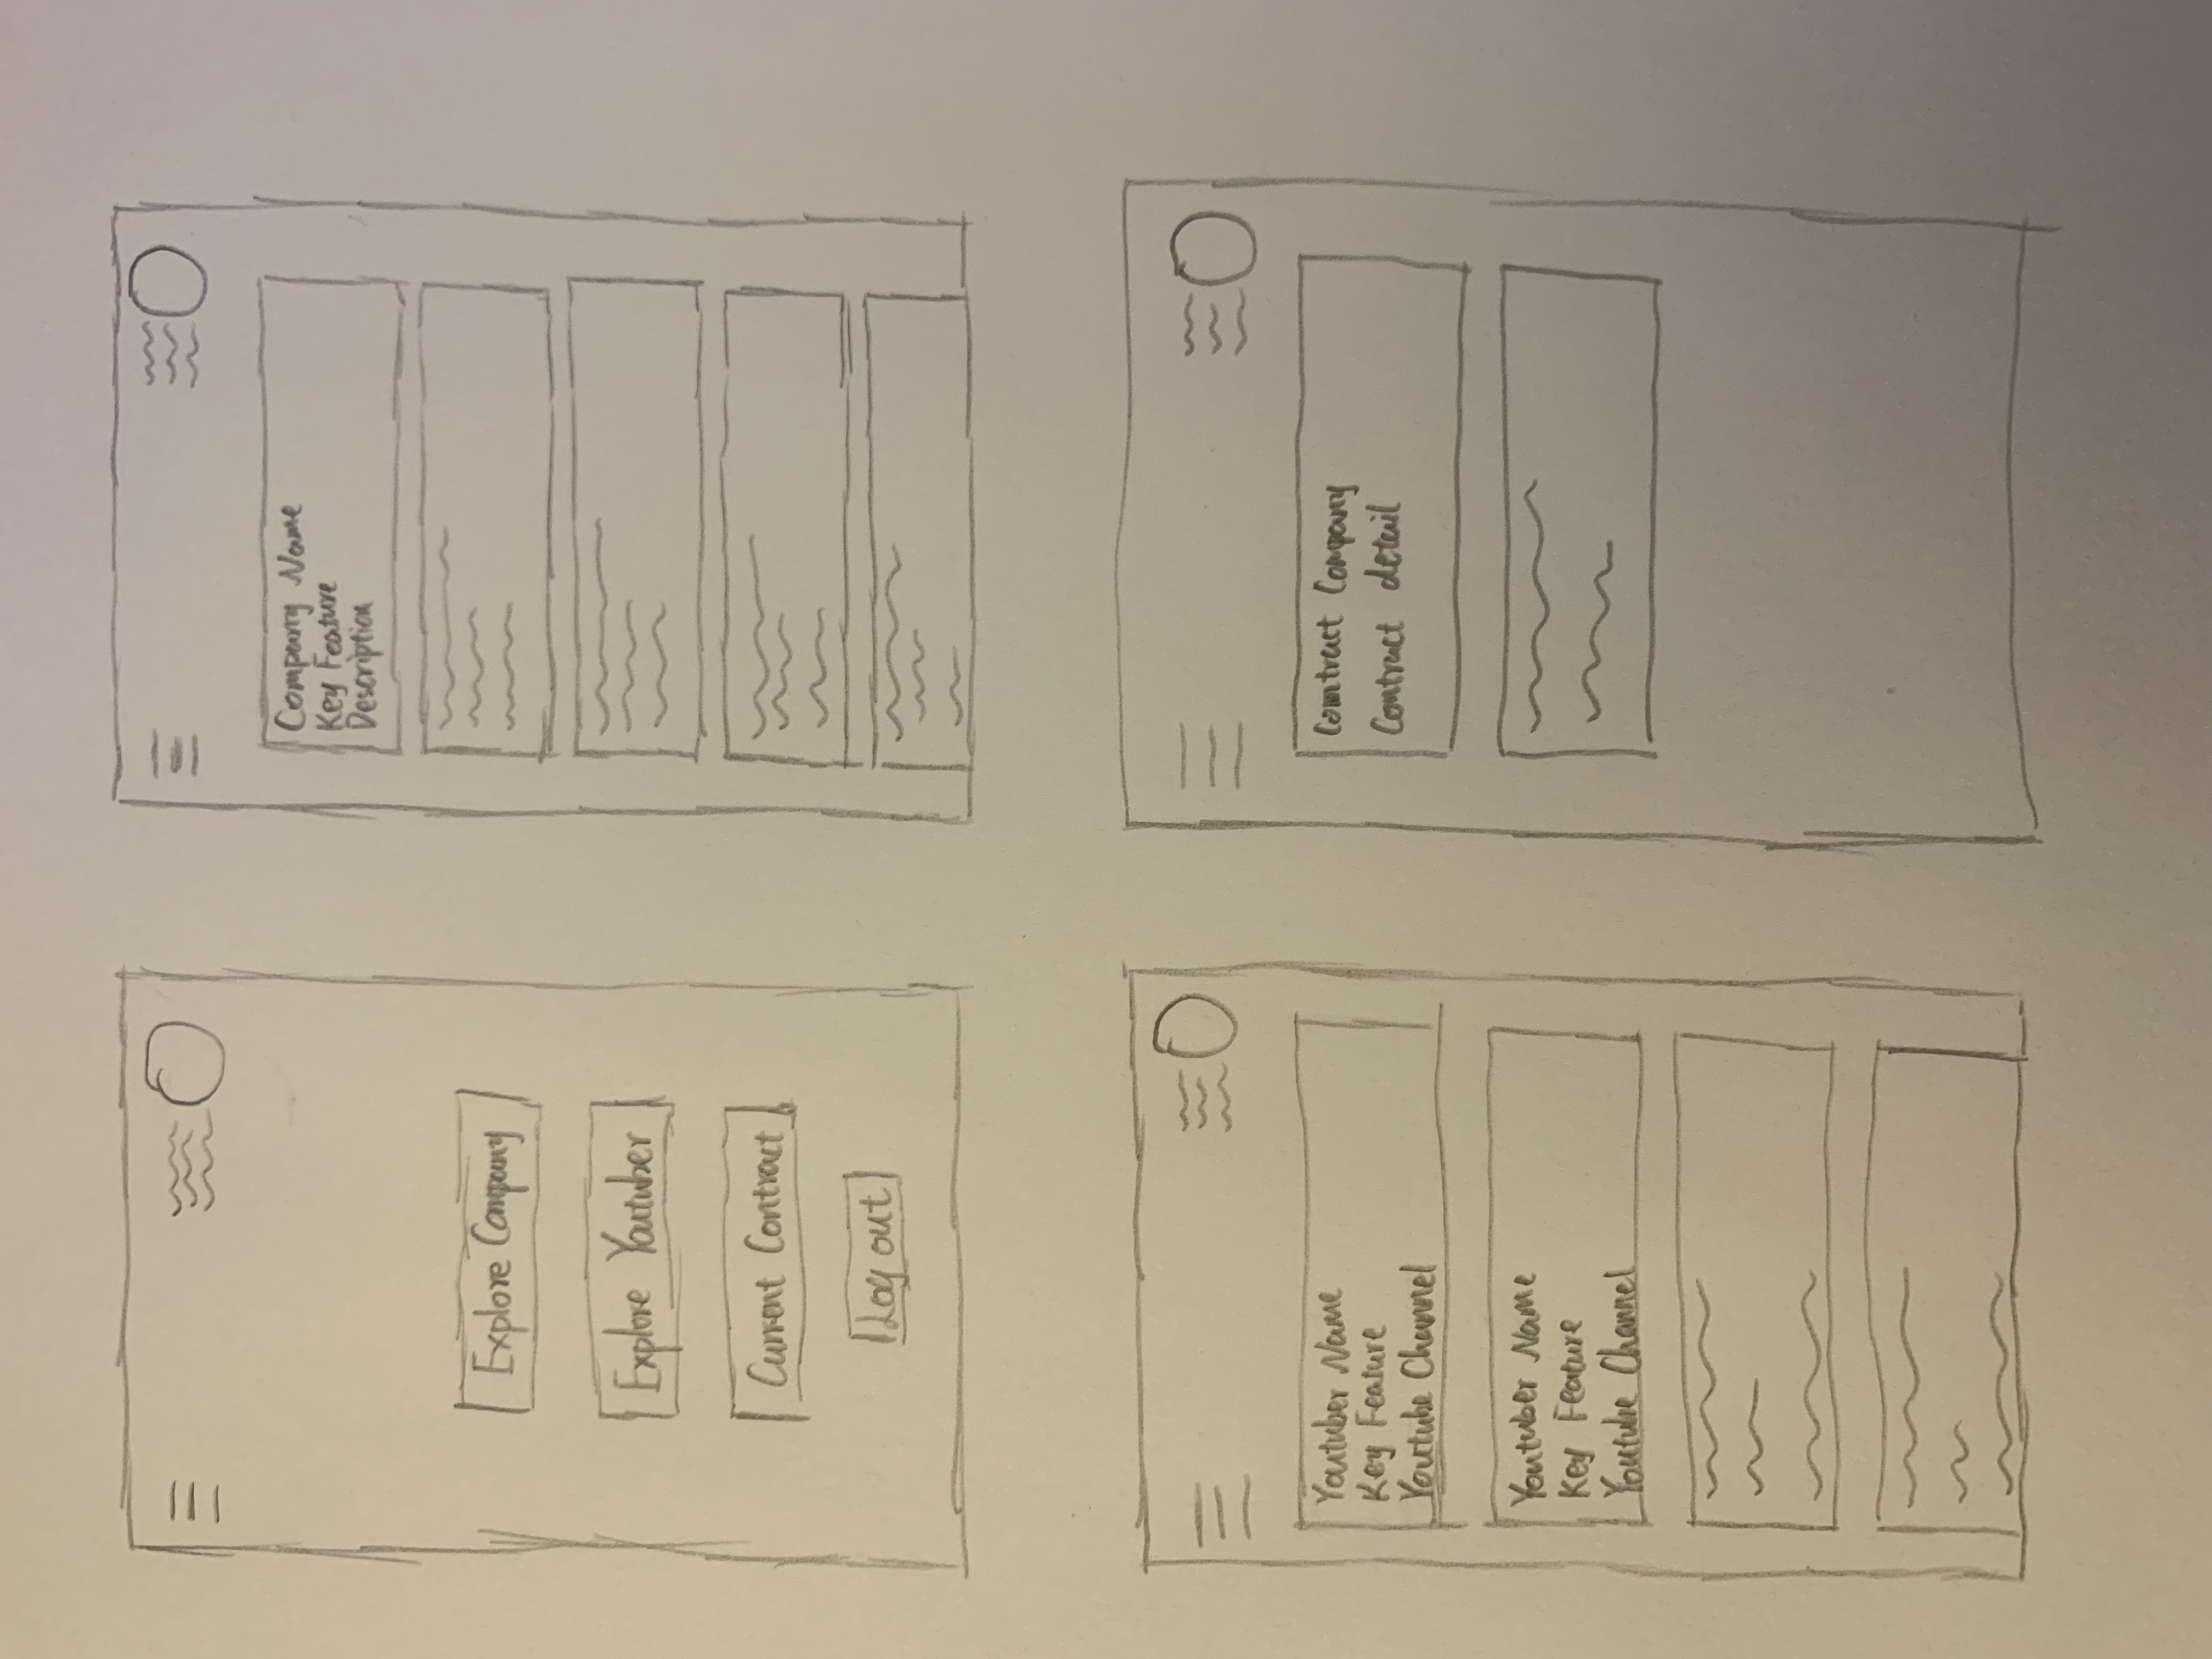 Explore Company
Explore Youtuber
Current Contract
Log out
Company Name
Key Feature
Description
Youtuber Name
Key Feature
Youtube Channel
Youtuber Name
Key Feature
Youtube Channel
Comtract Company
Contract detail